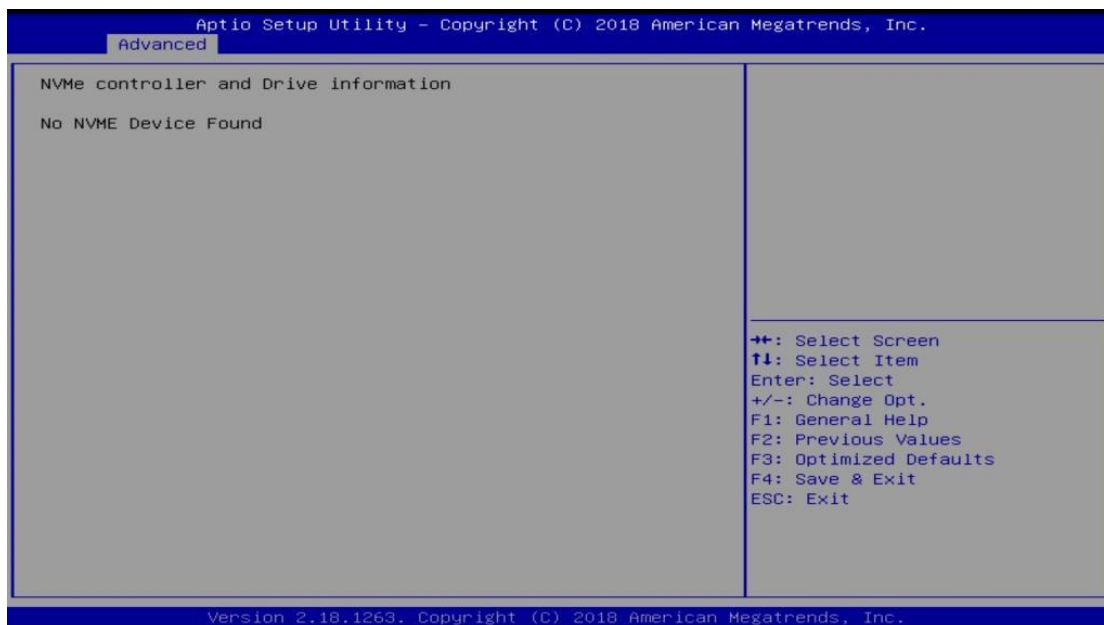 Aptio Setup Utility – Copyright (C) 2018 American Megatrends, Inc.
Advanced
NVMe controller and Drive information
No NVME Device Found
→←: Select Screen
↑↓: Select Item
Enter: Select
+/-: Change Opt.
F1: General Help
F2: Previous Values
F3: Optimized Defaults
F4: Save & Exit
ESC: Exit
Version 2.18.1263. Copyright (C) 2018 American Megatrends, Inc.